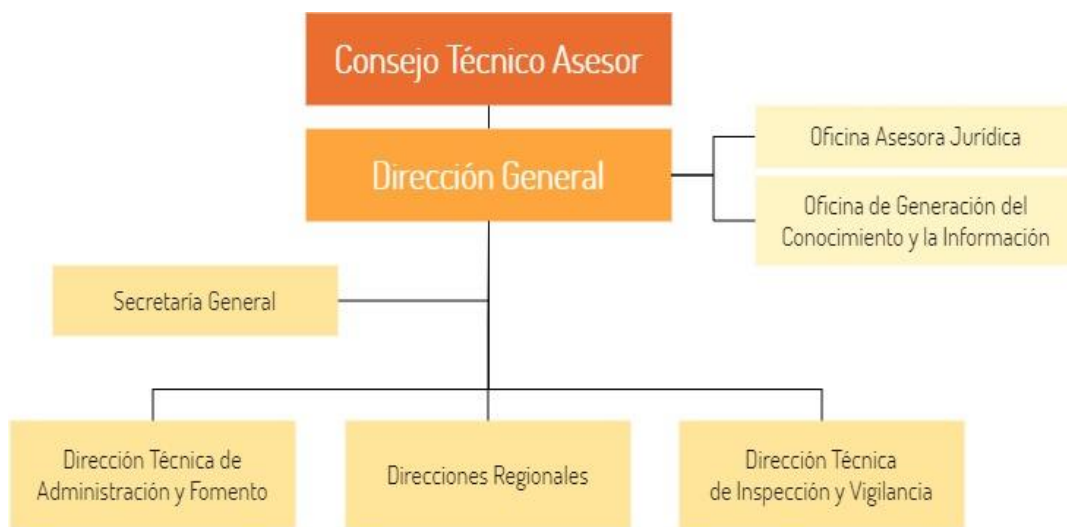 Consejo Técnico Asesor
Dirección General
Oficina Asesora Jurídica
Oficina de Generación del
Conocimiento y la Información
Secretaría General
Dirección Técnica de
Administración y Fomento
Direcciones Regionales
Dirección Técnica
de Inspección y Vigilancia